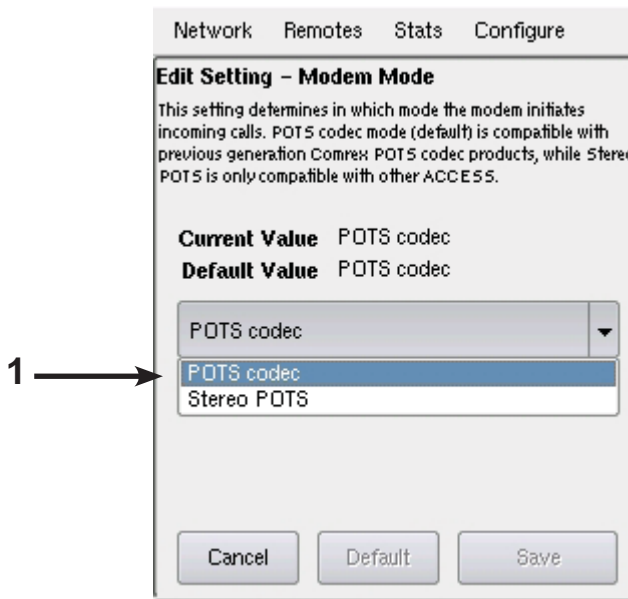 Network Remotes Stats Configure
Edit Setting – Modem Mode
This setting determines in which mode the modem initiates
incoming calls. POTS codec mode (default) is compatible with
previous generation Comrex POTS codec products, while Stereo
POTS is only compatible with other ACCESS.
Current Value POTS codec
Default Value POTS codec
POTS codec
1
POTS codec
Stereo POTS
Cancel Default Save